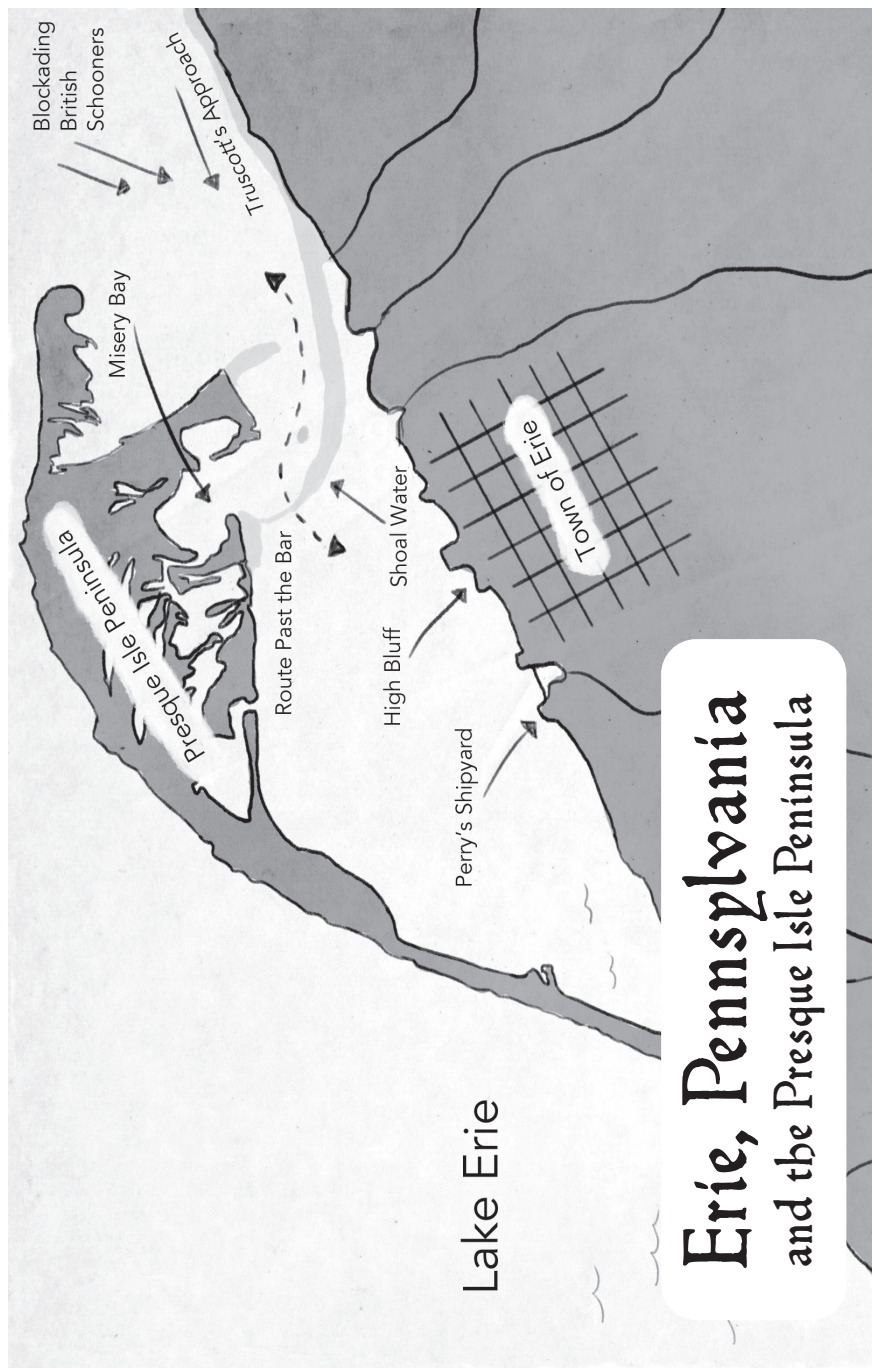 Blockading
British
Schooners
Truscott's Approach
Misery Bay
Presque Isle Peninsula
Route Past the Bar
Shoal Water
High Bluff
Town of Erie
Perry's Shipyard
Lake Erie
Erie, Pennsylvania
and the Presque Isle Peninsula